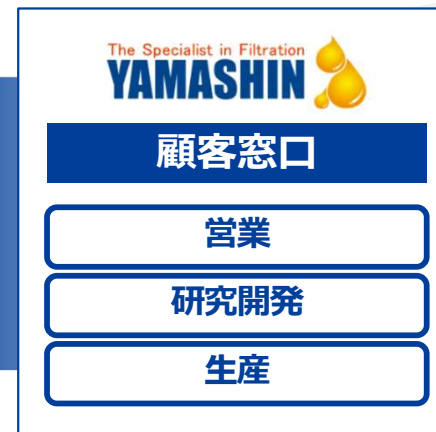 The Specialist in Filtration
YAMASHIN
顧客窓口
営業
研究開発
生産